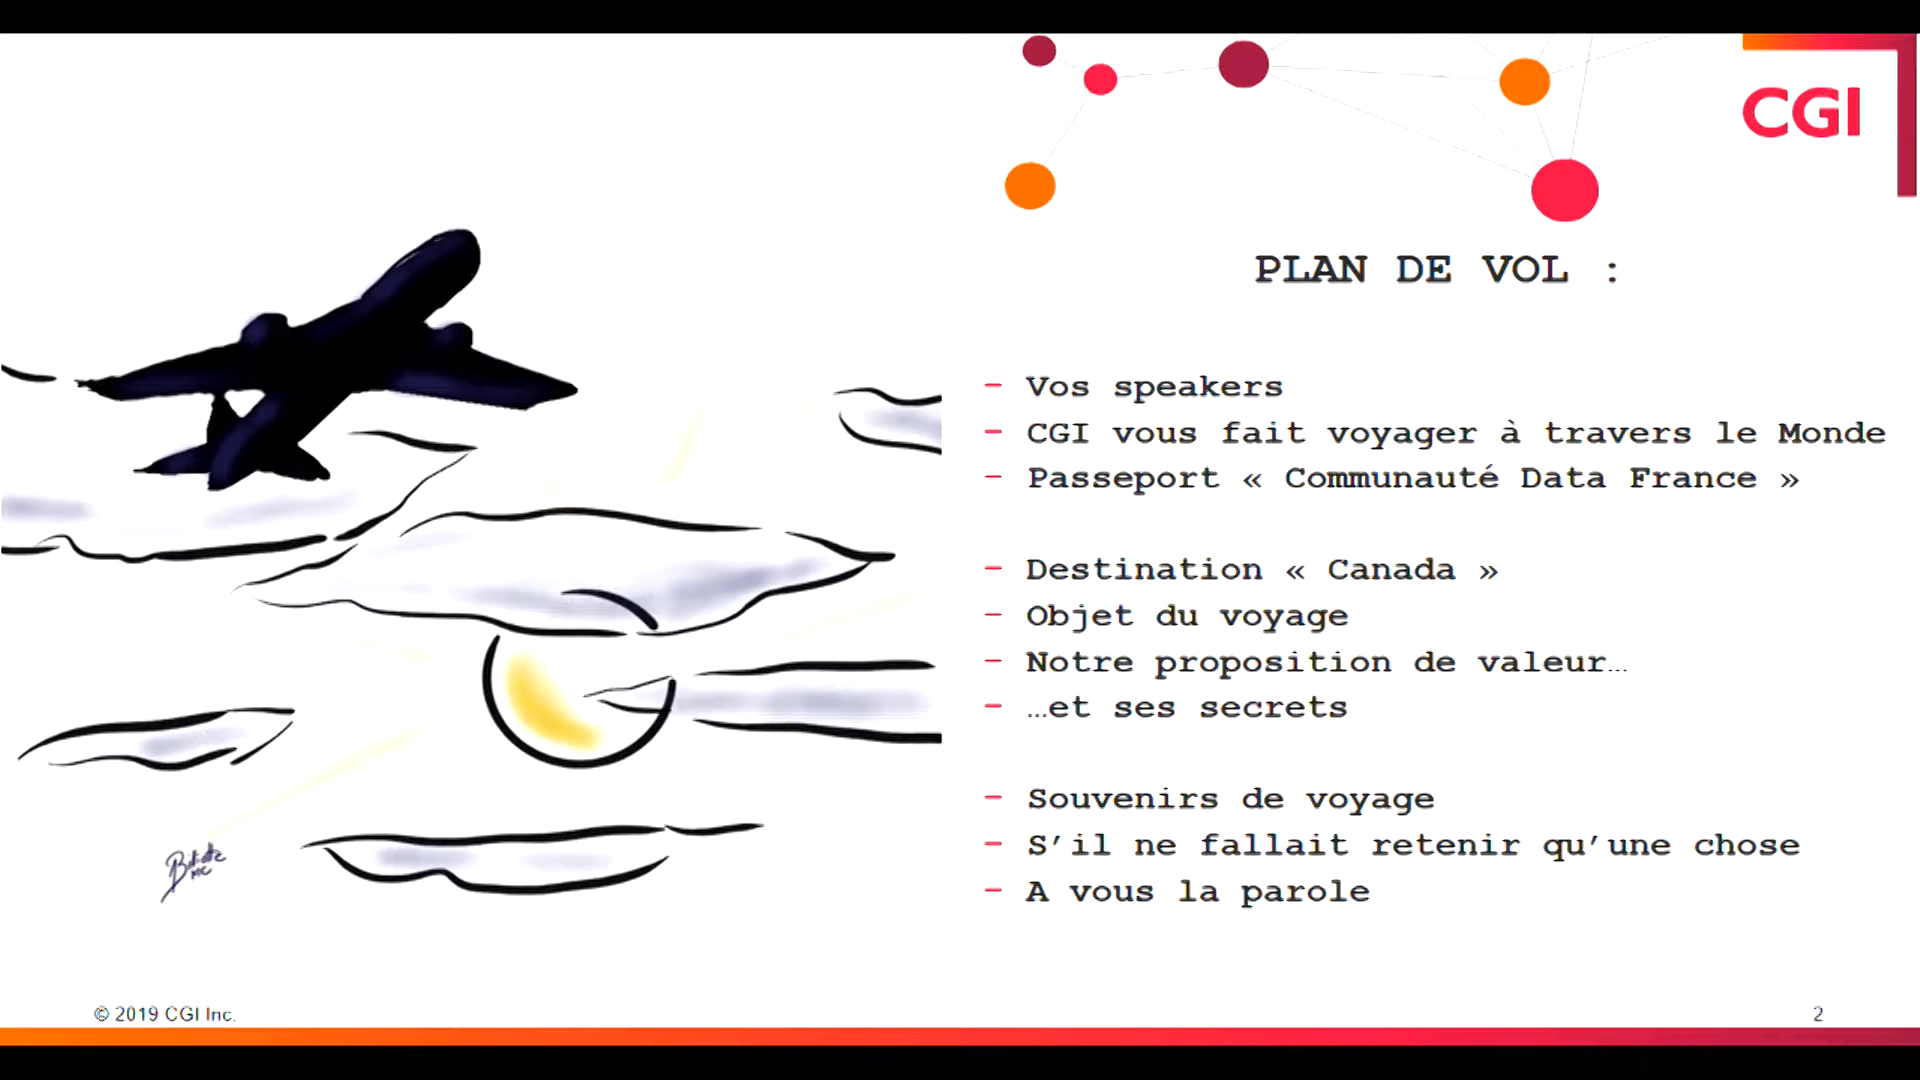 CGI
PLAN DE VOL :
- Vos speakers
- CGI vous fait voyager à travers le Monde
- Passeport « Communauté Data France »
- Destination « Canada »
- Objet du voyage
- Notre proposition de valeur…
- …et ses secrets
- Souvenirs de voyage
- S’il ne fallait retenir qu’une chose
- A vous la parole
© 2019 CGI Inc.
2